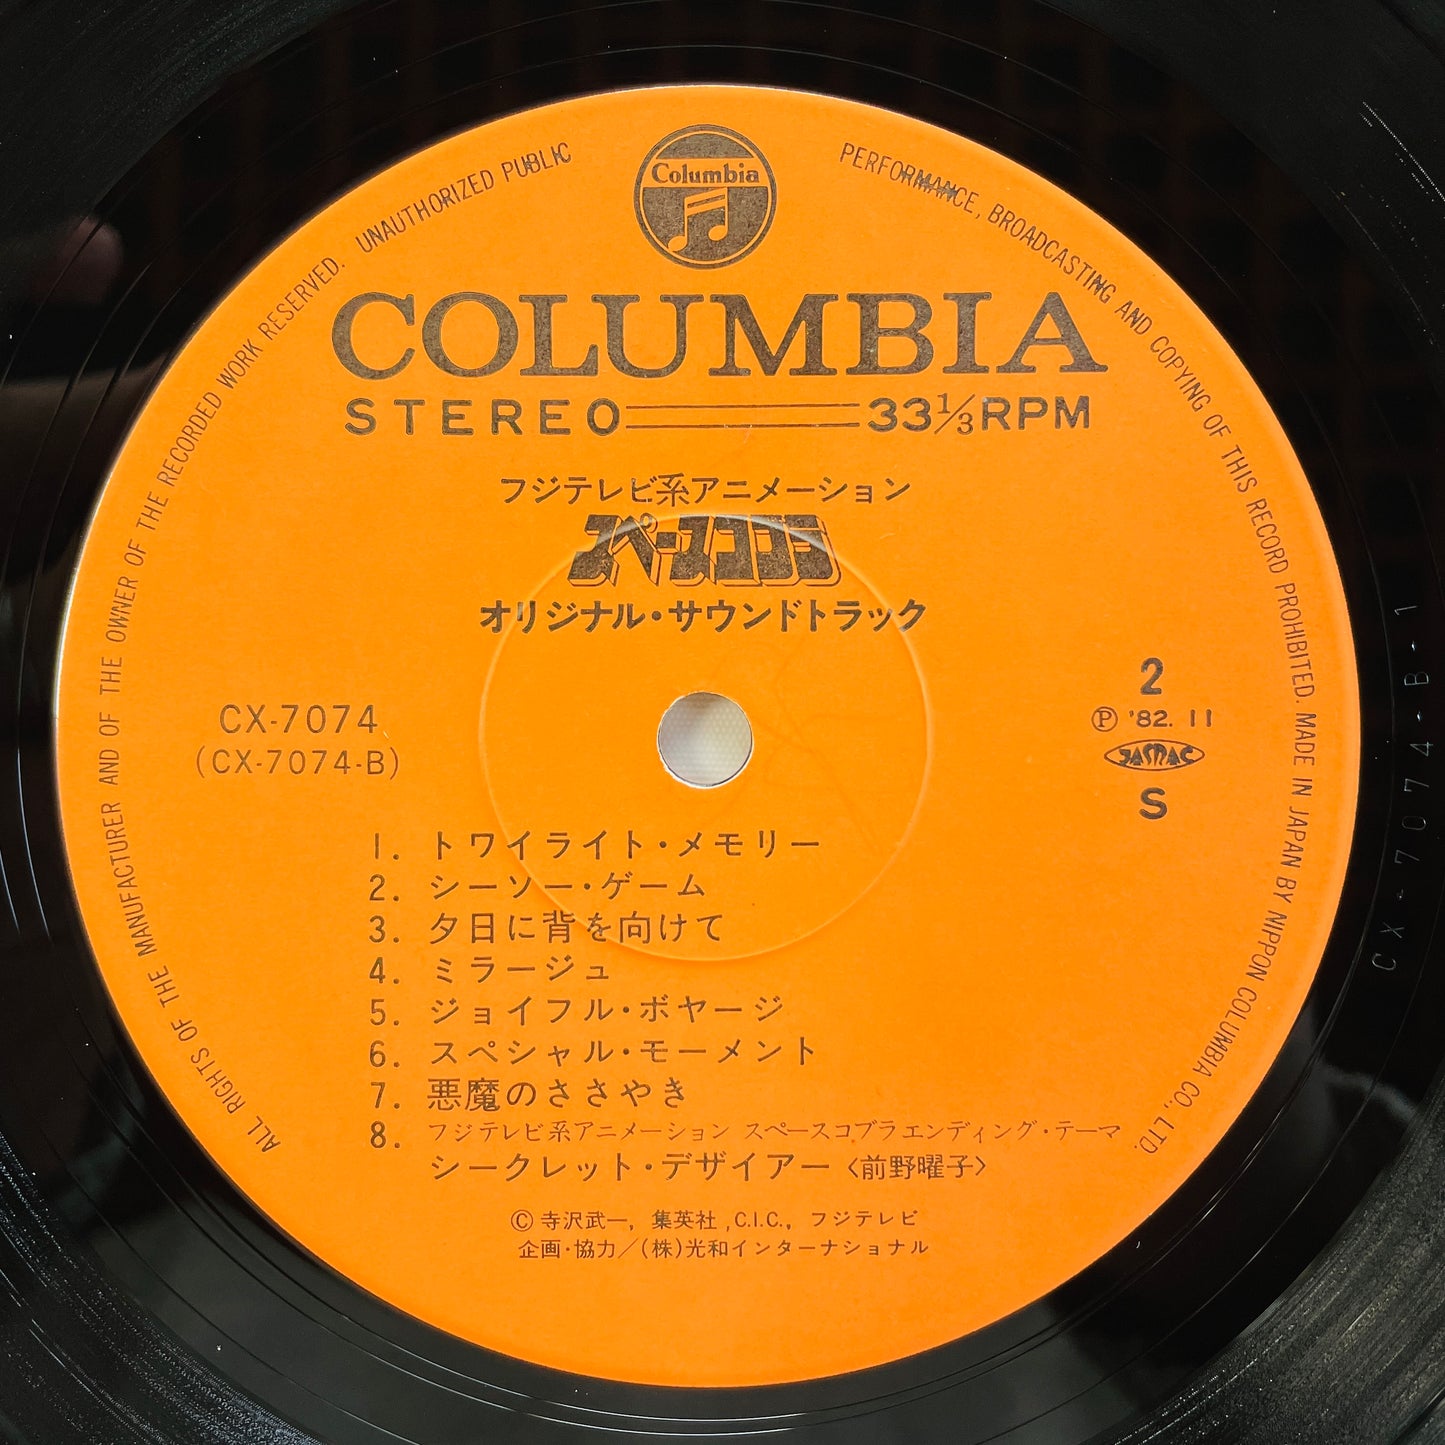 Columbia
ALL RIGHTS OF THE MANUFACTURER AND OF THE OWNER OF THE RECORDED WORK RESERVED. UNAUTHORIZED PUBLIC PERFORMANCE, BROADCASTING AND COPYING OF THIS RECORD PROHIBITED. MADE IN JAPAN BY NIPPON COLUMBIA CO., LTD.
COLUMBIA
STEREO 33 1/3 RPM
フジテレビ系アニメーション
スペースコブラ
オリジナル・サウンドトラック
CX-7074
(CX-7074-B)
2
Ⓟ '82. 11
JASRAC
S
1. トワイライト・メモリー
2. シーソー・ゲーム
3. 夕日に背を向けて
4. ミラージュ
5. ジョイフル・ボヤージ
6. スペシャル・モーメント
7. 悪魔のささやき
8. フジテレビ系アニメーション スペースコブラエンディング・テーマ
シークレット・デザイアー〈前野曜子〉
© 寺沢武一, 集英社, C.I.C., フジテレビ
企画・協力/(株)光和インターナショナル
CX-7074-B-1